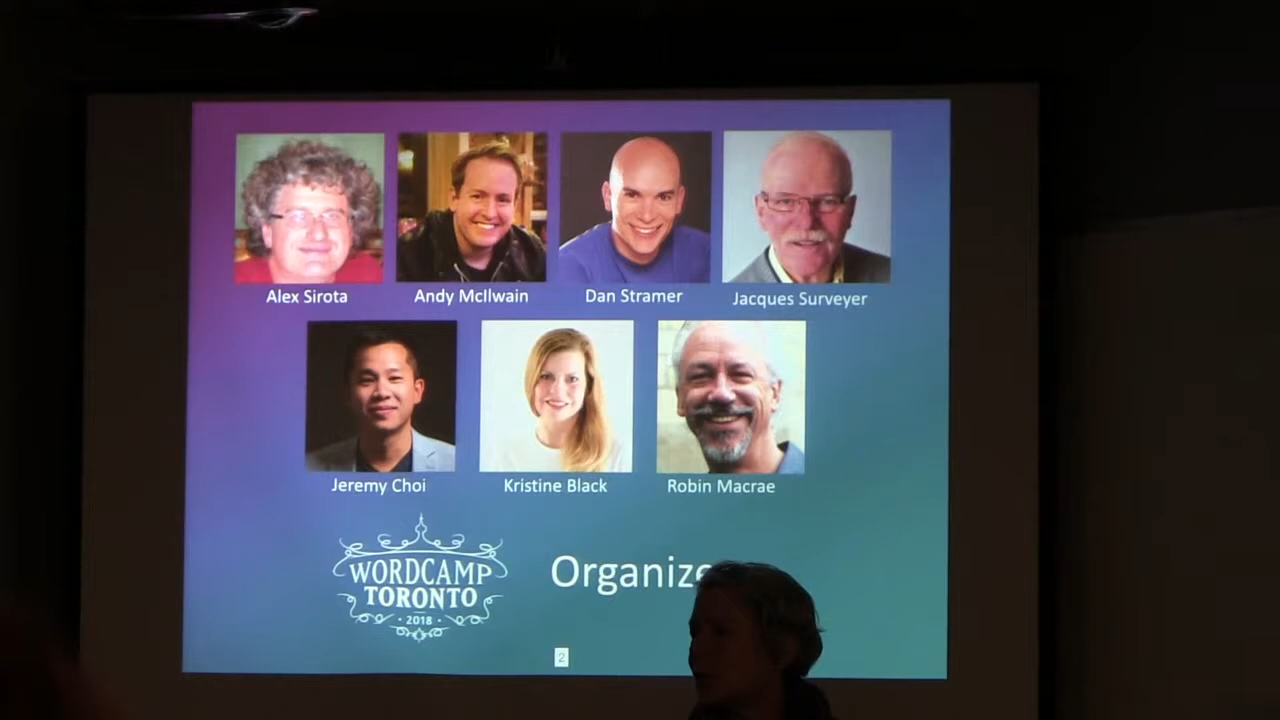 Alex Sirota
Andy McIlwain
Dan Stramer
Jacques Surveyer
Jeremy Choi
Kristine Black
Robin Macrae
WORDCAMP
TORONTO
· 2018 ·
Organize
2